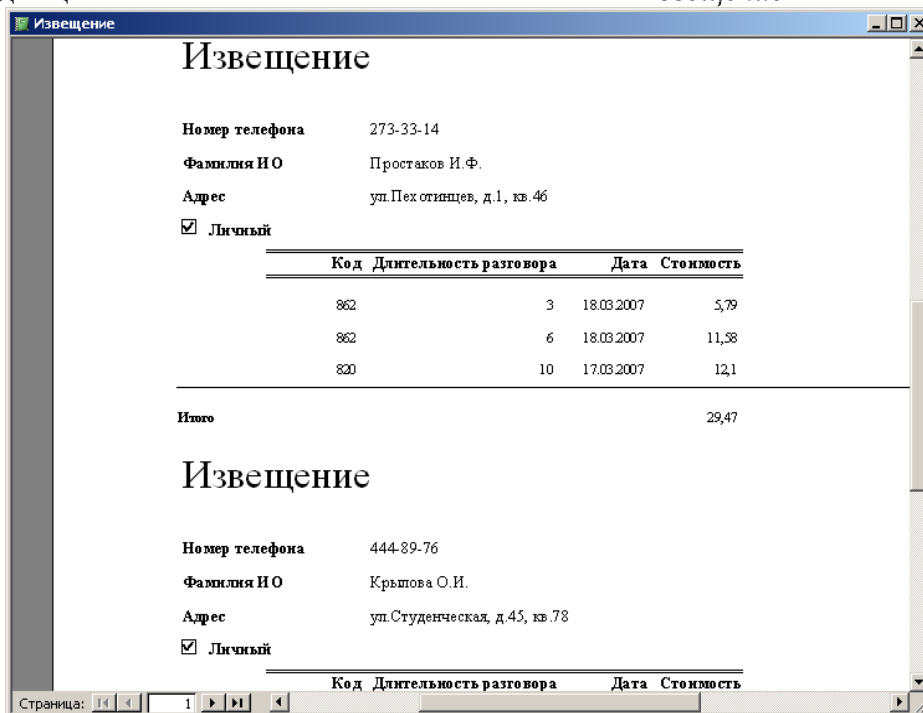 Извещение
Извещение
Номер телефона 273-33-14
Фамилия И О Простаков И.Ф.
Адрес ул.Пехотинцев, д.1, кв.46
Личный
Код Длительность разговора Дата Стоимость
862 3 18.03.2007 5,79
862 6 18.03.2007 11,58
820 10 17.03.2007 12,1
Итого 29,47
Извещение
Номер телефона 444-89-76
Фамилия И О Крылова О.И.
Адрес ул.Студенческая, д.45, кв.78
Личный
Код Длительность разговора Дата Стоимость
Страница: 1